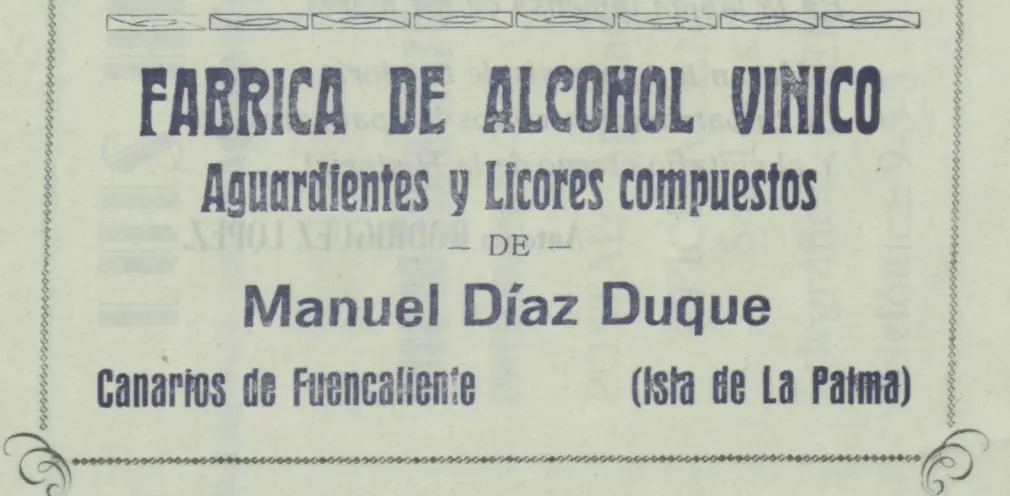 FABRICA DE ALCOHOL VINICO
Aguardientes y Licores compuestos
— DE —
Manuel Díaz Duque
Canarios de Fuencaliente (Isla de La Palma)